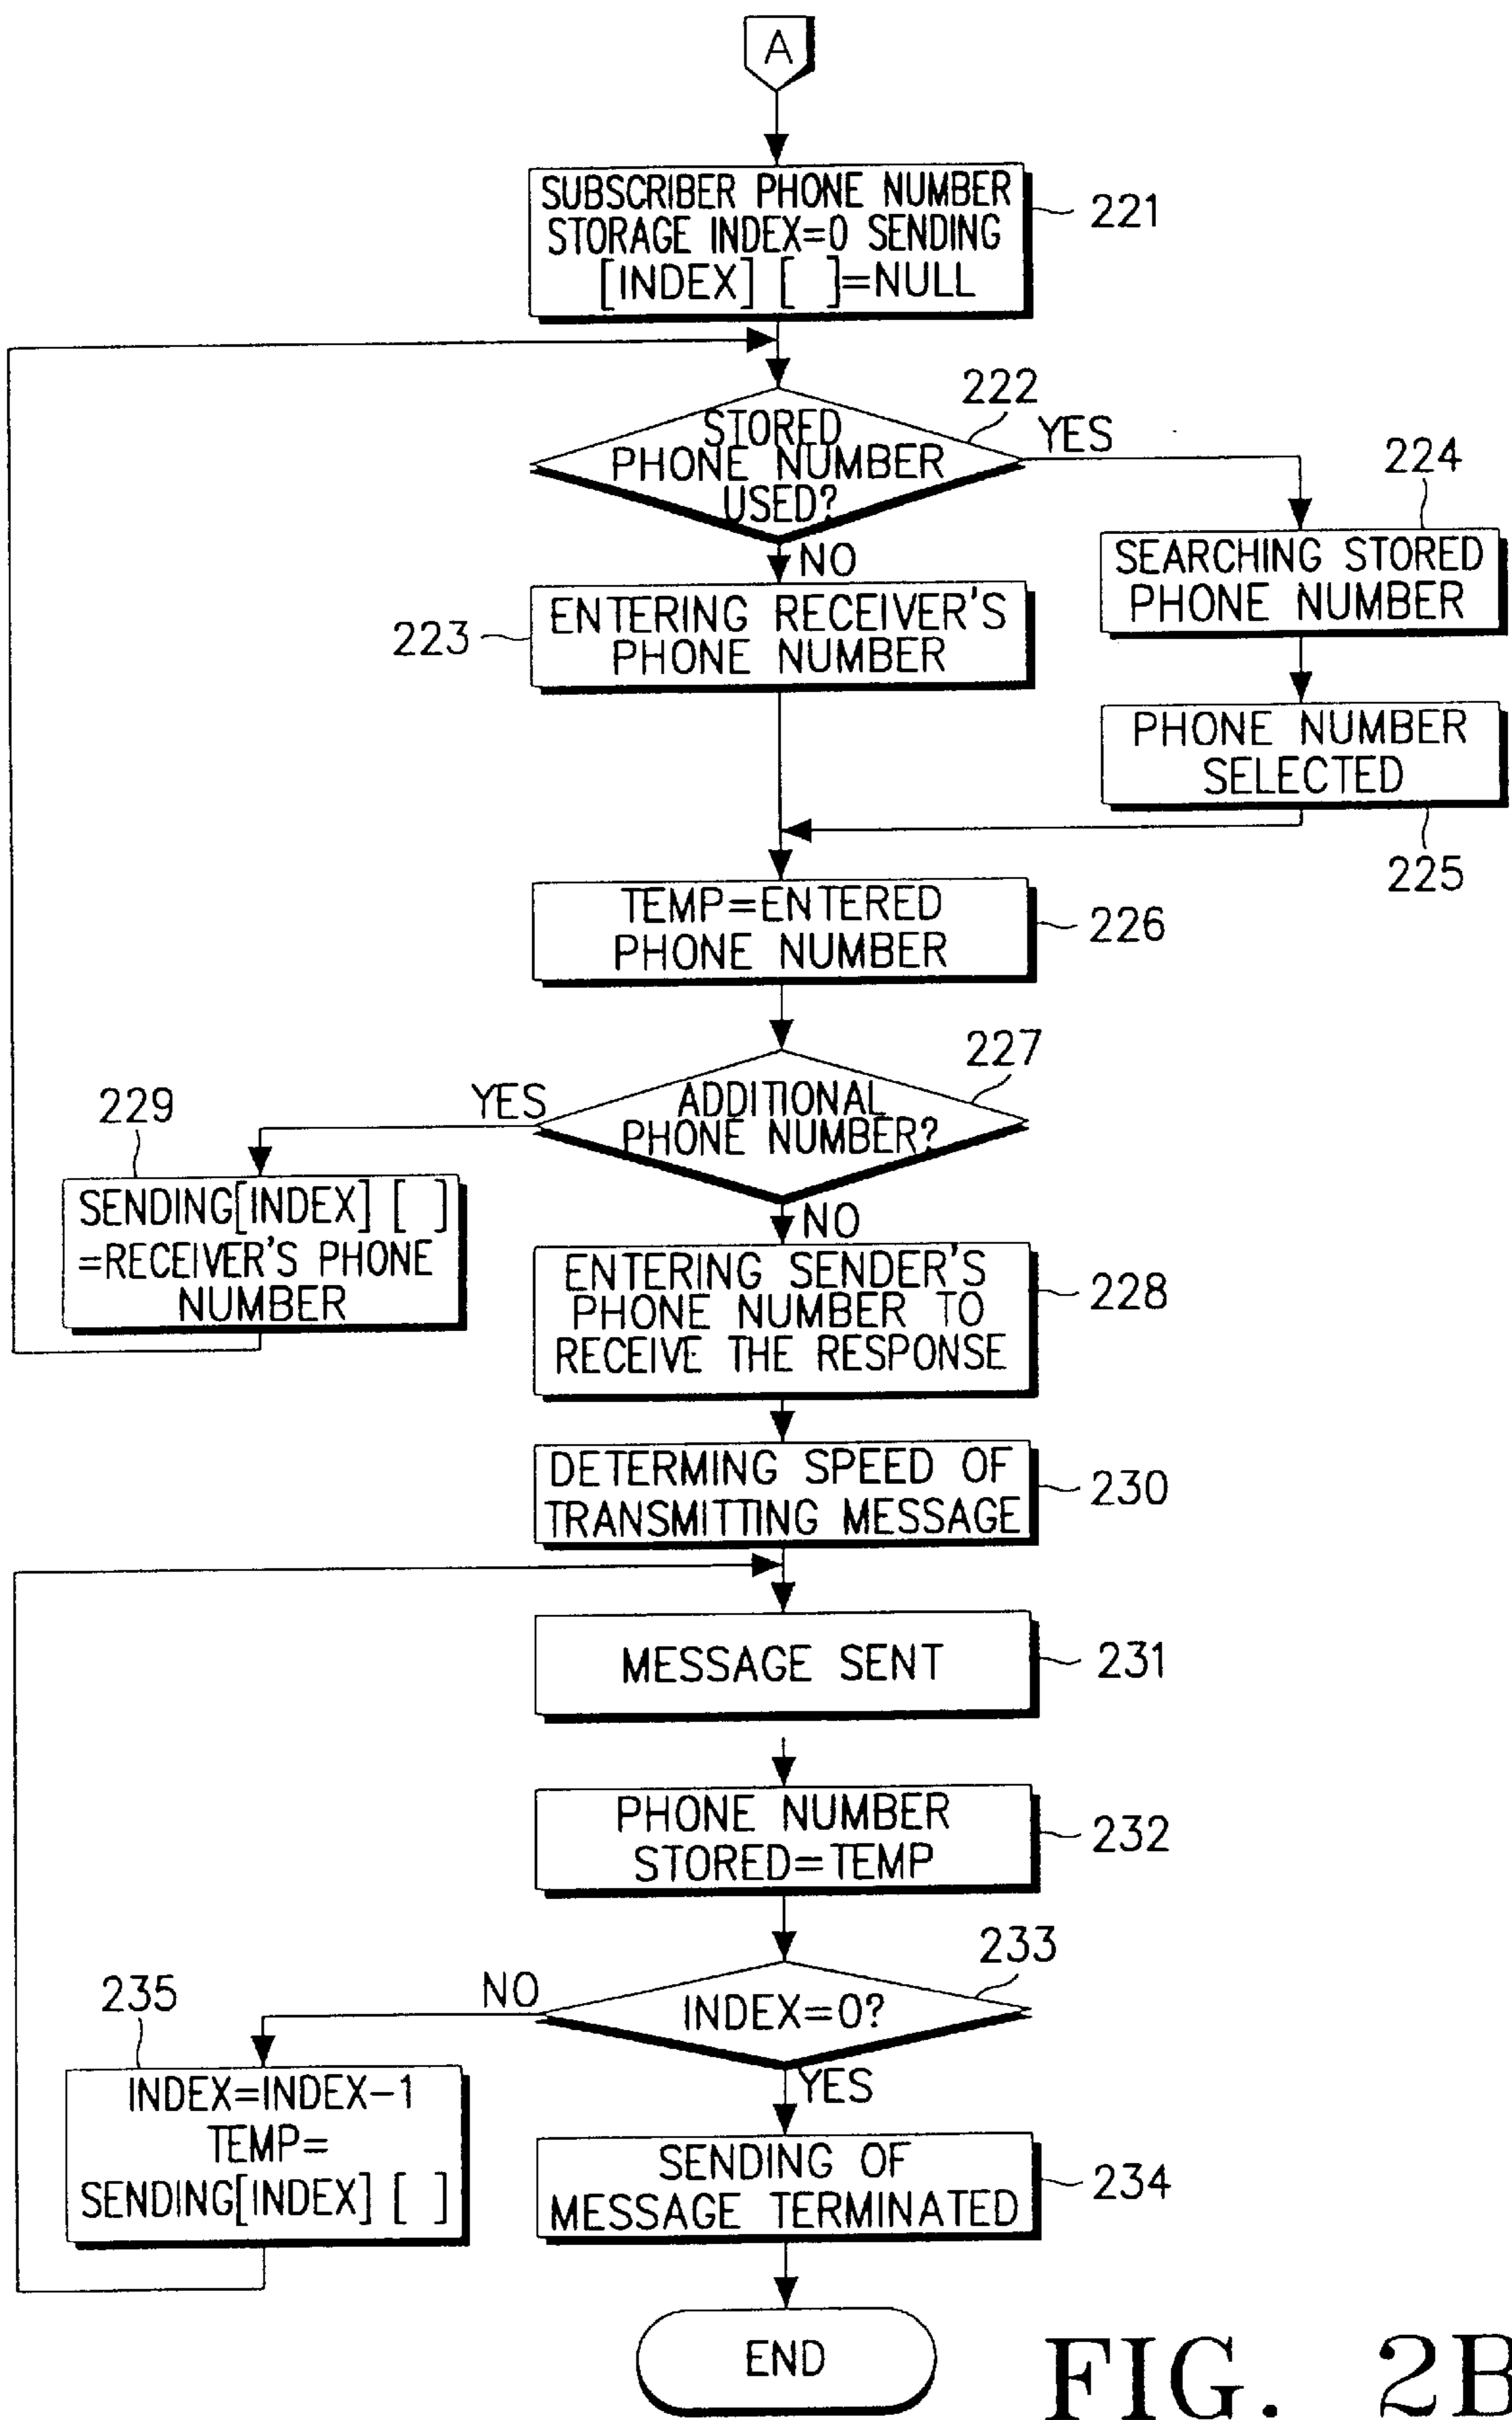 A
SUBSCRIBER PHONE NUMBER
STORAGE INDEX=0 SENDING
[INDEX] [ ]=NULL
221
222
STORED
PHONE NUMBER
USED?
YES
NO
224
SEARCHING STORED
PHONE NUMBER
223
ENTERING RECEIVER'S
PHONE NUMBER
PHONE NUMBER
SELECTED
225
TEMP=ENTERED
PHONE NUMBER
226
227
ADDITIONAL
PHONE NUMBER?
YES
NO
229
SENDING[INDEX] [ ]
=RECEIVER'S PHONE
NUMBER
ENTERING SENDER'S
PHONE NUMBER TO
RECEIVE THE RESPONSE
228
DETERMING SPEED OF
TRANSMITTING MESSAGE
230
MESSAGE SENT
231
PHONE NUMBER
STORED=TEMP
232
233
INDEX=0?
NO
YES
235
INDEX=INDEX-1
TEMP=
SENDING[INDEX] [ ]
SENDING OF
MESSAGE TERMINATED
234
END
FIG. 2B